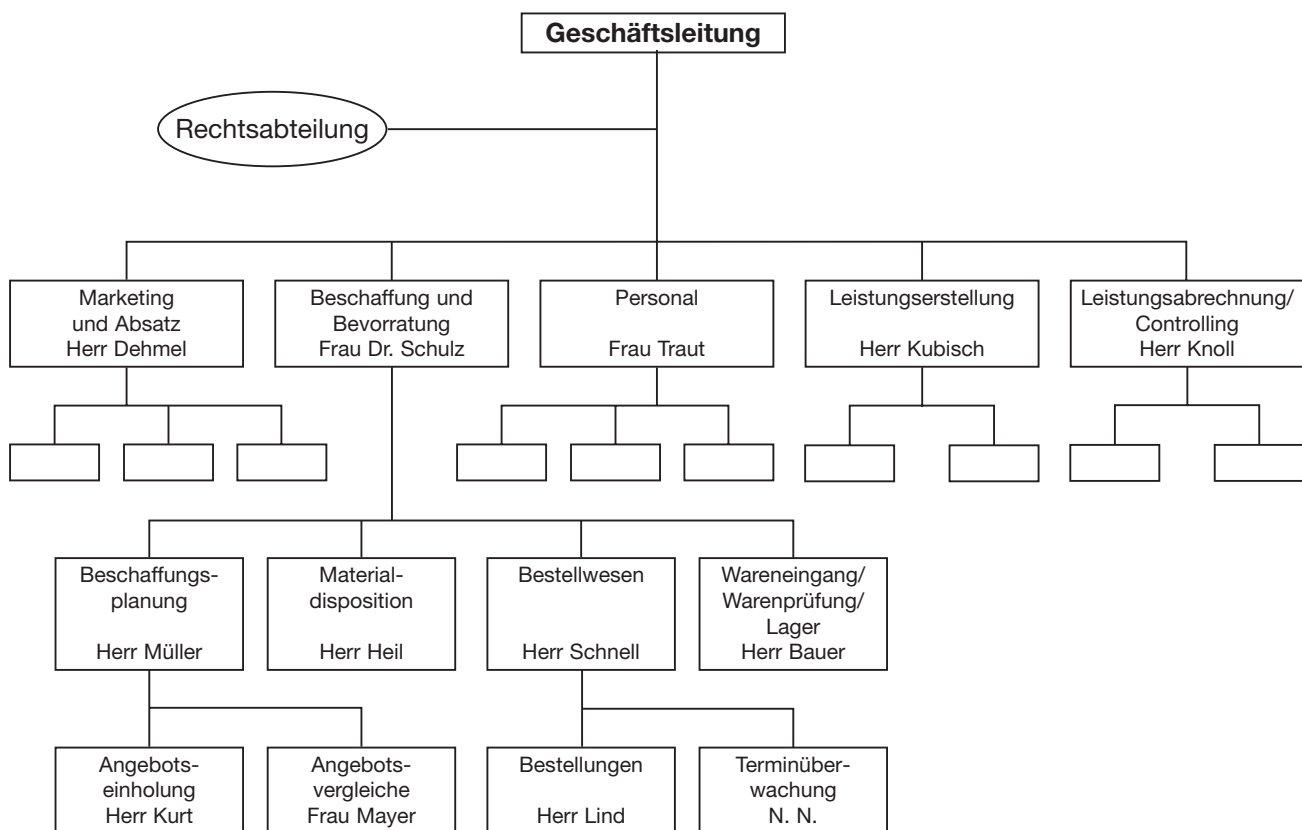 Geschäftsleitung
Rechtsabteilung
Marketing
und Absatz
Herr Dehmel
Beschaffung und
Bevorratung
Frau Dr. Schulz
Personal
Frau Traut
Leistungserstellung
Herr Kubisch
Leistungsabrechnung/
Controlling
Herr Knoll
Beschaffungs-
planung
Herr Müller
Material-
disposition
Herr Heil
Bestellwesen
Herr Schnell
Wareneingang/
Warenprüfung/
Lager
Herr Bauer
Angebots-
einholung
Herr Kurt
Angebots-
vergleiche
Frau Mayer
Bestellungen
Herr Lind
Terminüber-
wachung
N. N.